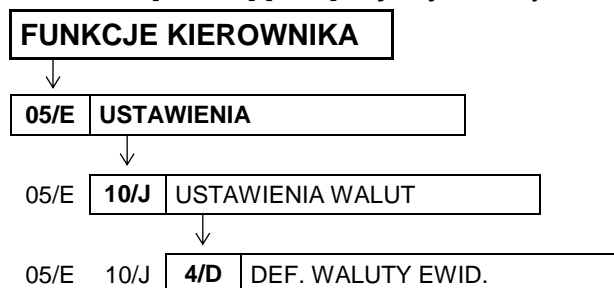 FUNKCJE KIEROWNIKA
05/E USTAWIENIA
05/E 10/J USTAWIENIA WALUT
05/E 10/J 4/D DEF. WALUTY EWID.